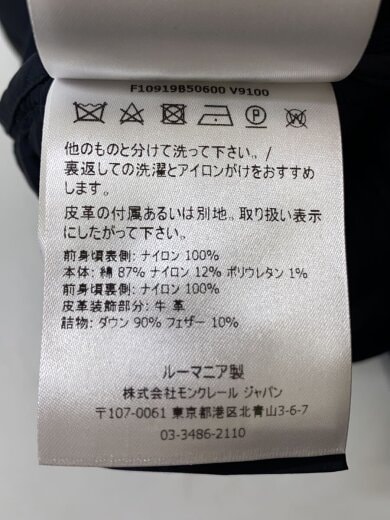 F10919B50600 V9100
他のものと分けて洗って下さい。/
裏返しての洗濯とアイロンがけをおすすめ
します。
皮革の付属あるいは別地。取り扱い表示
にしたがって下さい。
前身頃表側: ナイロン 100%
本体: 綿 87% ナイロン 12% ポリウレタン 1%
前身頃裏側: ナイロン 100%
皮革装飾部分: 牛 革
詰物: ダウン 90% フェザー 10%
ルーマニア製
株式会社モンクレール ジャパン
〒107-0061 東京都港区北青山3-6-7
03-3486-2110